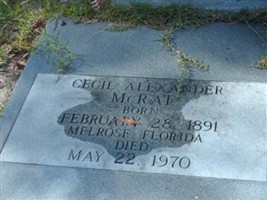 Cecil Alexander
McRae
Born
February 28, 1891
Melrose Florida
Died
May 22, 1970